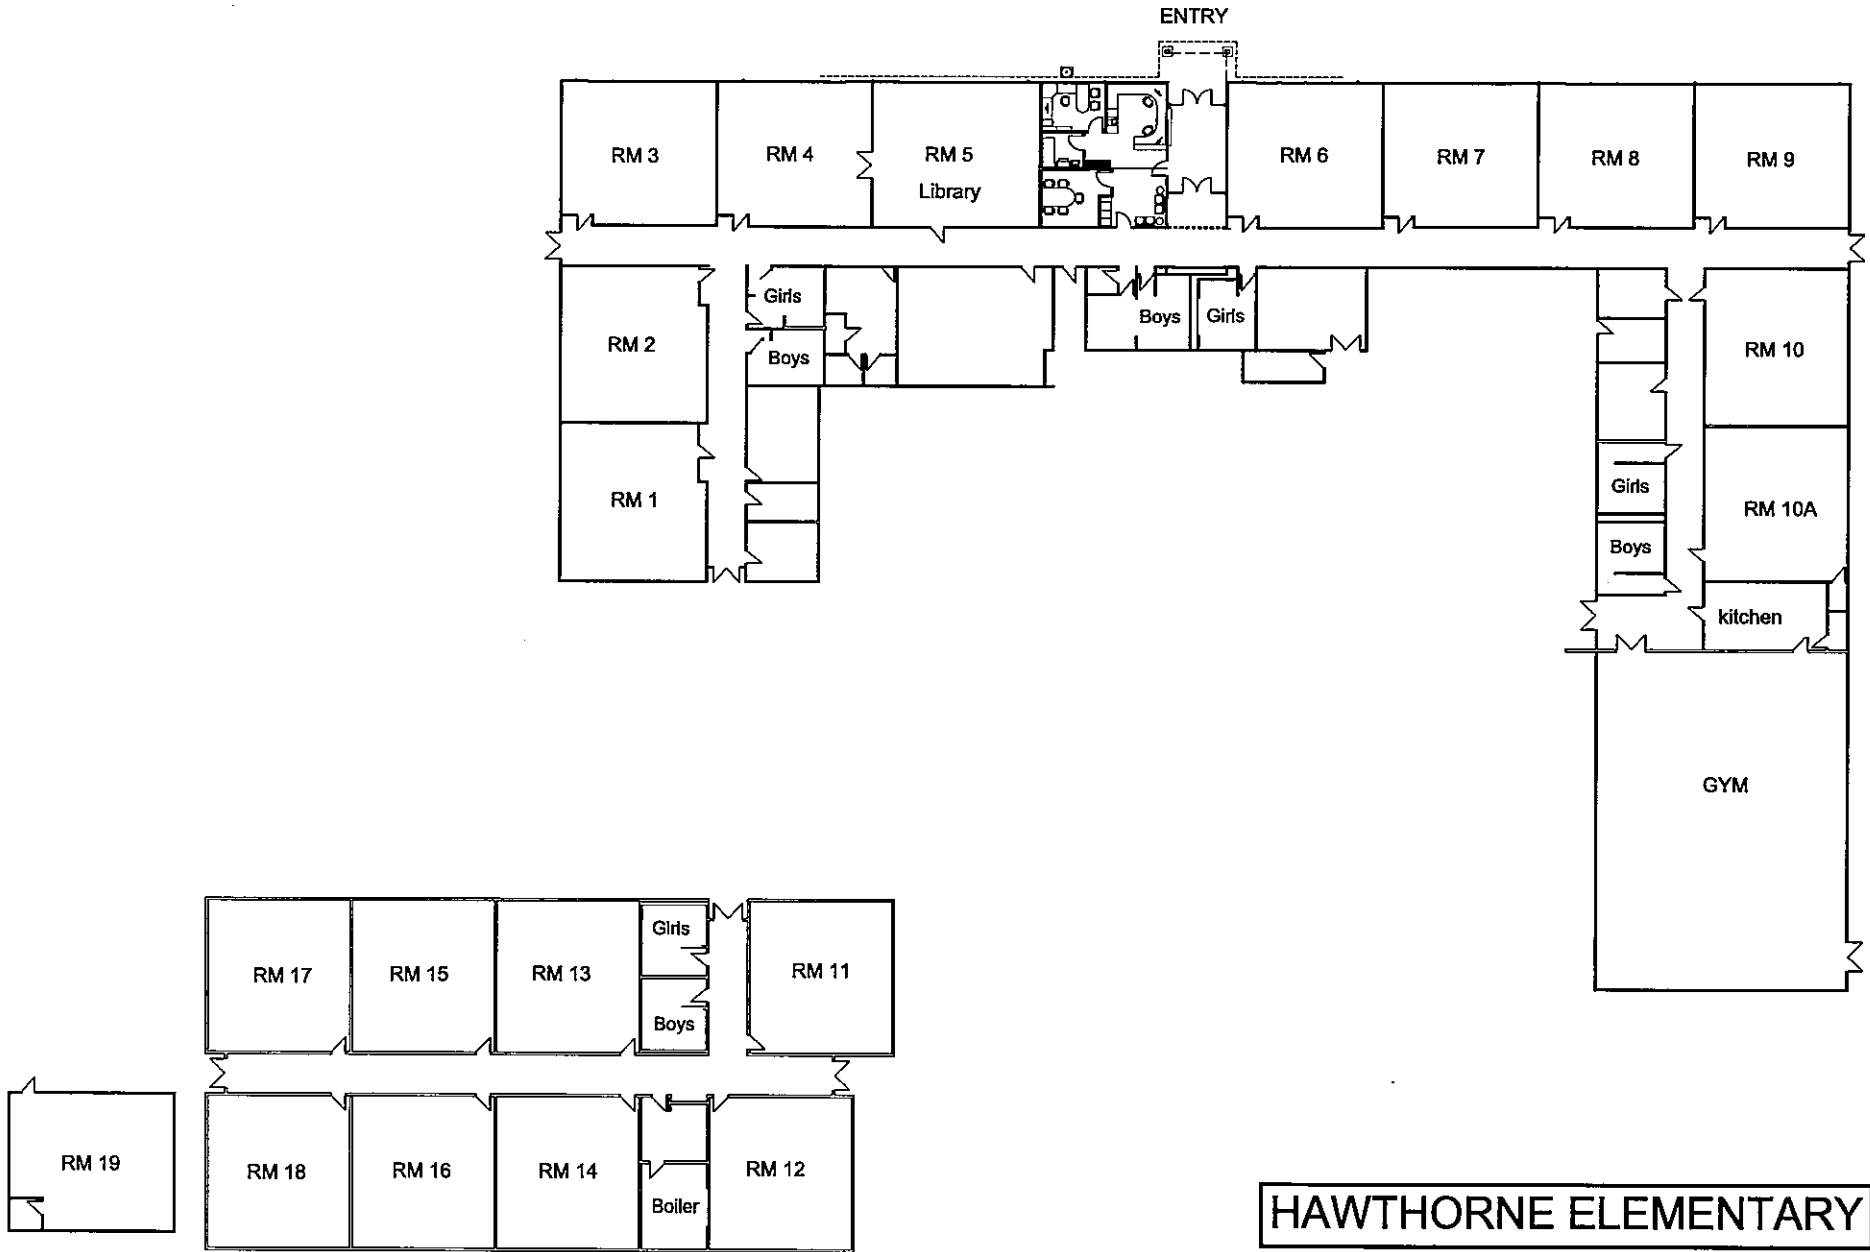 ENTRY
RM 3
RM 4
RM 5
Library
RM 6
RM 7
RM 8
RM 9
RM 2
Girls
Boys
Boys
Girls
RM 10
RM 1
Girls
RM 10A
Boys
kitchen
GYM
RM 17
RM 15
RM 13
Girls
Boys
RM 11
RM 19
RM 18
RM 16
RM 14
Boiler
RM 12
HAWTHORNE ELEMENTARY